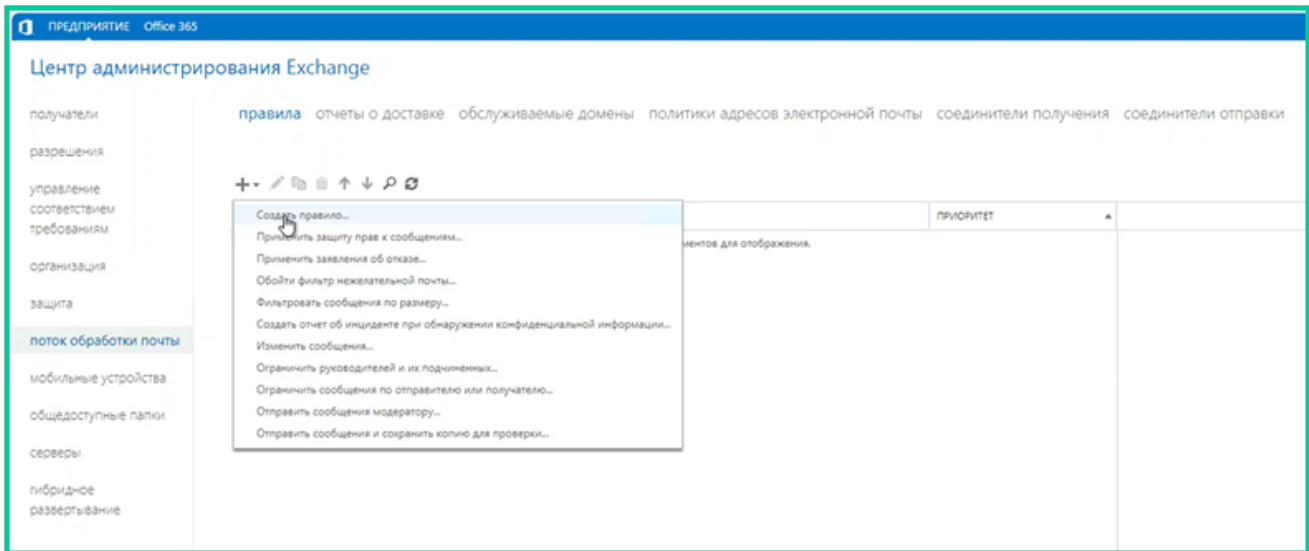 ПРЕДПРИЯТИЕ Office 365
Центр администрирования Exchange
получатели
разрешения
управление
соответствием
требованиям
организация
защита
поток обработки почты
мобильные устройства
общедоступные папки
серверы
гибридное
развертывание
правила отчеты о доставке обслуживаемые домены политики адресов электронной почты соединители получения соединители отправки
Создать правило...
Применить защиту прав к сообщениям...
Применить заявления об отказе...
Обойти фильтр нежелательной почты...
Фильтровать сообщения по размеру...
Создать отчет об инциденте при обнаружении конфиденциальной информации...
Изменить сообщения...
Ограничить руководителей и их подчиненных...
Ограничить сообщения по отправителю или получателю...
Отправить сообщения модератору...
Отправить сообщения и сохранить копию для проверки...
ПРИОРИТЕТ
ментов для отображения.